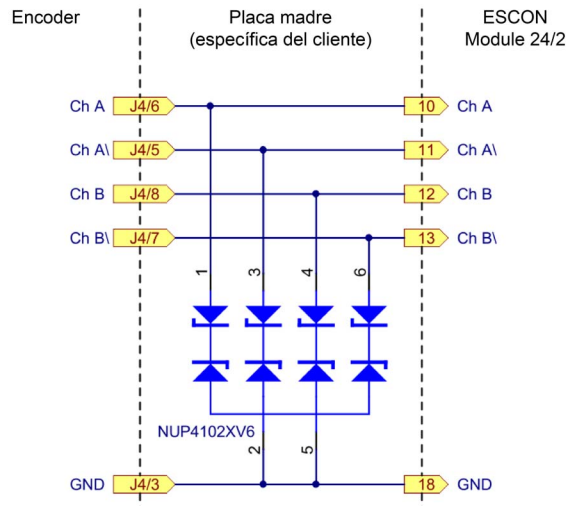 Encoder
Placa madre
(específica del cliente)
ESCON
Module 24/2
Ch A J4/6 10 Ch A
Ch A\ J4/5 11 Ch A\
Ch B J4/8 12 Ch B
Ch B\ J4/7 13 Ch B\
1 3 4 6
NUP4102XV6
2 5
GND J4/3 18 GND